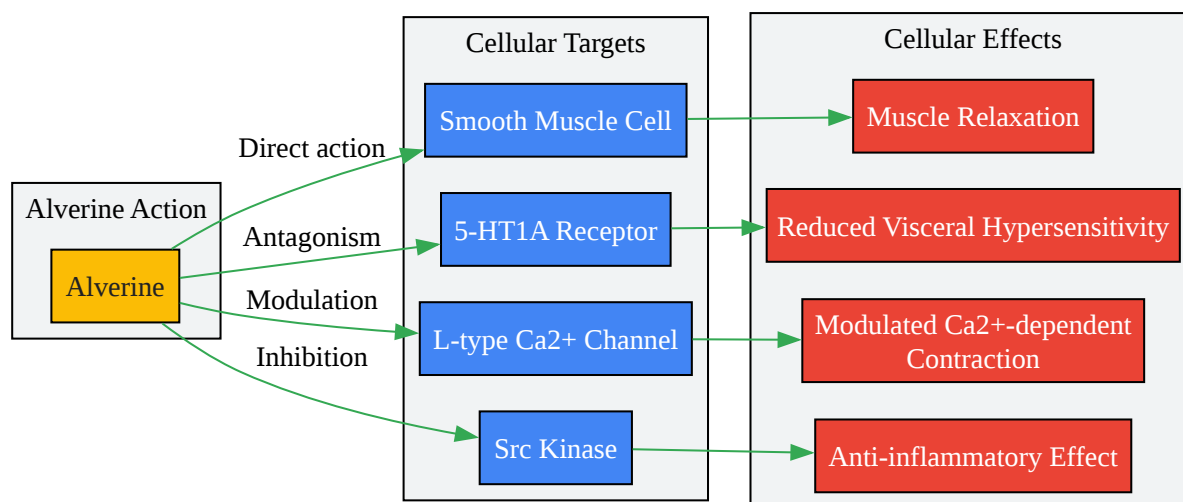 Alverine Action
Alverine
Direct action
Antagonism
Modulation
Inhibition
Cellular Targets
Smooth Muscle Cell
5-HT1A Receptor
L-type Ca2+ Channel
Src Kinase
Cellular Effects
Muscle Relaxation
Reduced Visceral Hypersensitivity
Modulated Ca2+-dependent
Contraction
Anti-inflammatory Effect